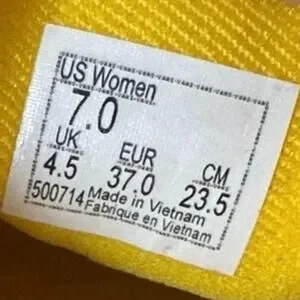 US Women
7.0
UK EUR CM
4.5 37.0 23.5
500714 Made in Vietnam
Fabrique en Vietnam